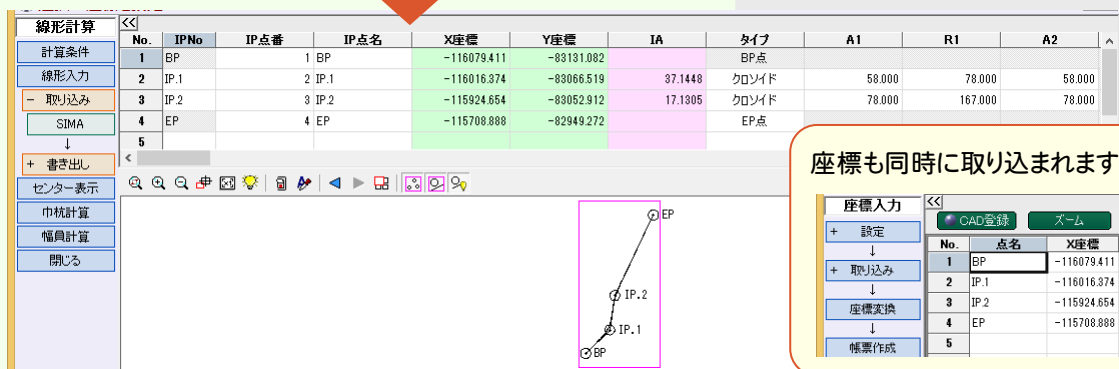 線形計算
計算条件
線形入力
- 取り込み
SIMA
↓
+ 書き出し
センター表示
巾杭計算
幅員計算
閉じる
<<
No. IPNo IP点番 IP点名 X座標 Y座標 IA タイプ A1 R1 A2
1 BP 1 BP -116079.411 -83131.082 BP点
2 IP.1 2 IP.1 -116016.374 -83066.519 37.1448 クロソイド 58.000 78.000 58.000
3 IP.2 3 IP.2 -115924.654 -83052.912 17.1305 クロソイド 78.000 167.000 78.000
4 EP 4 EP -115708.888 -82949.272 EP点
5
EP
IP.2
IP.1
BP
座標も同時に取り込まれます
座標入力
+ 設定
↓
+ 取り込み
↓
座標変換
↓
帳票作成
<<
CAD登録 ズーム
No. 点名 X座標
1 BP -116079.411
2 IP.1 -116016.374
3 IP.2 -115924.654
4 EP -115708.888
5